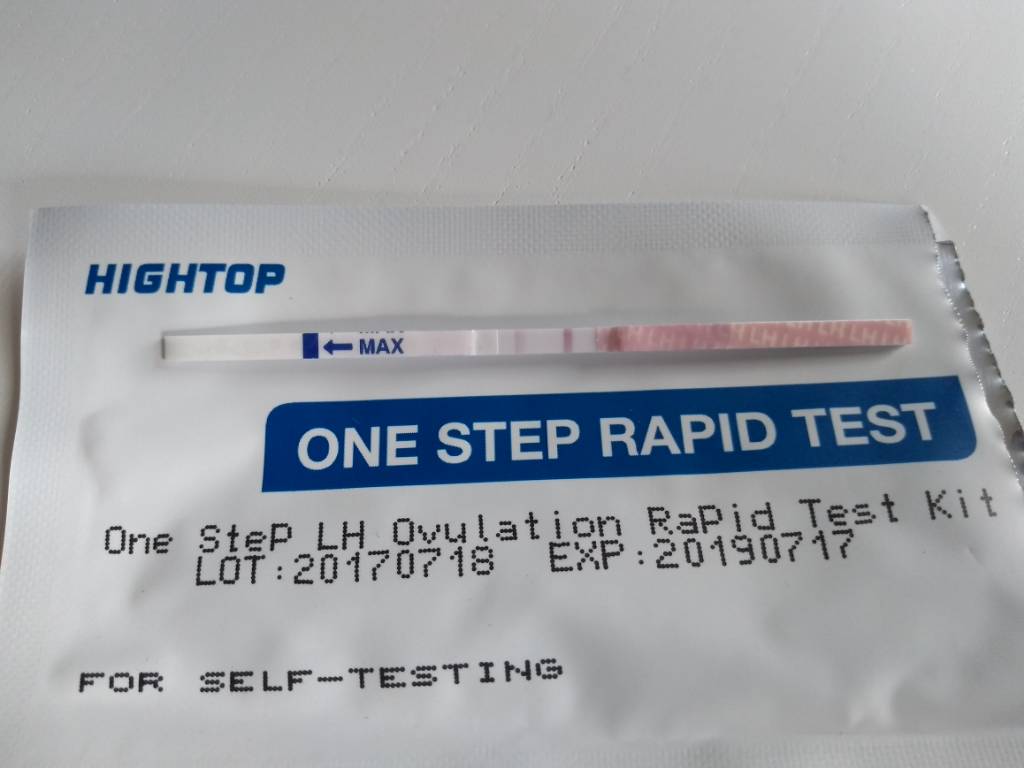 HIGHTOP
MAX
ONE STEP RAPID TEST
One SteP LH Ovulation RaPid Test Kit
LOT:20170718 EXP:20190717
FOR SELF-TESTING